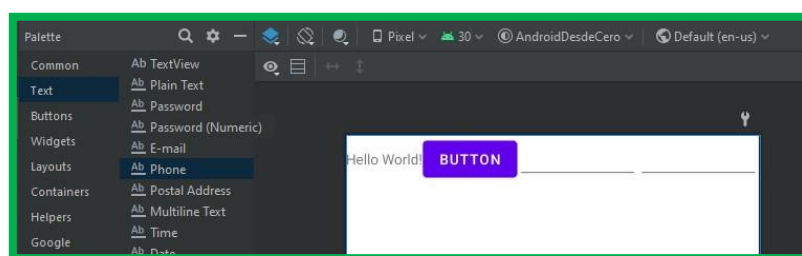 Palette
Pixel
30
AndroidDesdeCero
Default (en-us)
Common
Text
Buttons
Widgets
Layouts
Containers
Helpers
Google
Ab TextView
Ab Plain Text
Ab Password
Ab Password (Numeric)
Ab E-mail
Ab Phone
Ab Postal Address
Ab Multiline Text
Ab Time
Ab Date
Hello World!
BUTTON